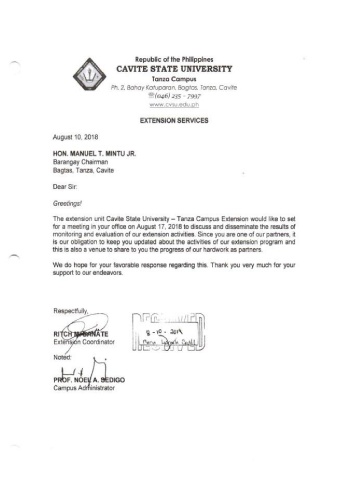 Republic of the Philippines
CAVITE STATE UNIVERSITY
Tanza Campus
Ph. 2, Bahay Katuparan, Bagtas, Tanza, Cavite
(046) 235 - 7997
www.cvsu.edu.ph
EXTENSION SERVICES
August 10, 2018
HON. MANUEL T. MINTU JR.
Barangay Chairman
Bagtas, Tanza, Cavite
Dear Sir:
Greetings!
The extension unit Cavite State University – Tanza Campus Extension would like to set
for a meeting in your office on August 17, 2018 to discuss and disseminate the results of
monitoring and evaluation of our extension activities. Since you are one of our partners, it
is our obligation to keep you updated about the activities of our extension program and
this is also a venue to share to you the progress of our hardwork as partners.
We do hope for your favorable response regarding this. Thank you very much for your
support to our endeavors.
Respectfully,
RITCH
Extension Coordinator
Noted:
PROF. NOEL A. SEDIGO
Campus Administrator